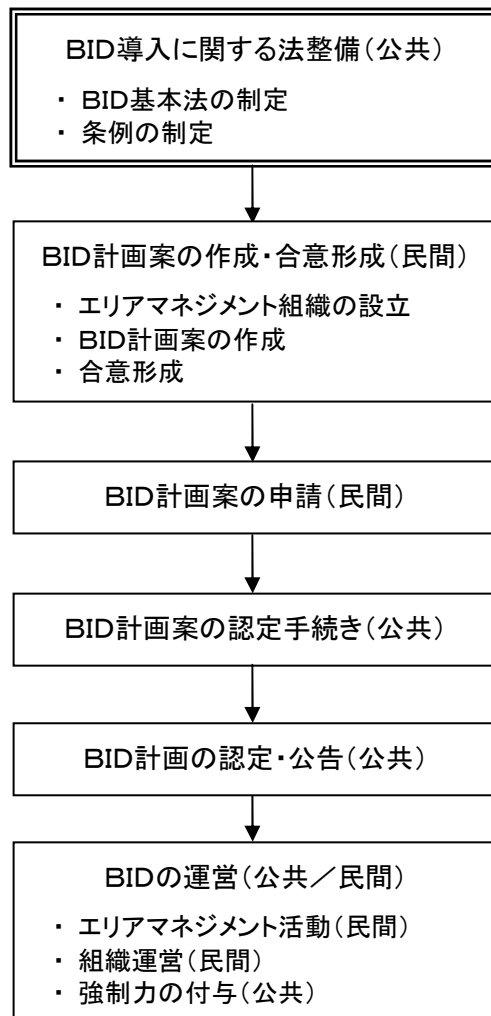 BID導入に関する法整備(公共)
・ BID基本法の制定
・ 条例の制定
BID計画案の作成・合意形成(民間)
・ エリアマネジメント組織の設立
・ BID計画案の作成
・ 合意形成
BID計画案の申請(民間)
BID計画案の認定手続き(公共)
BID計画の認定・公告(公共)
BIDの運営(公共/民間)
・ エリアマネジメント活動(民間)
・ 組織運営(民間)
・ 強制力の付与(公共)